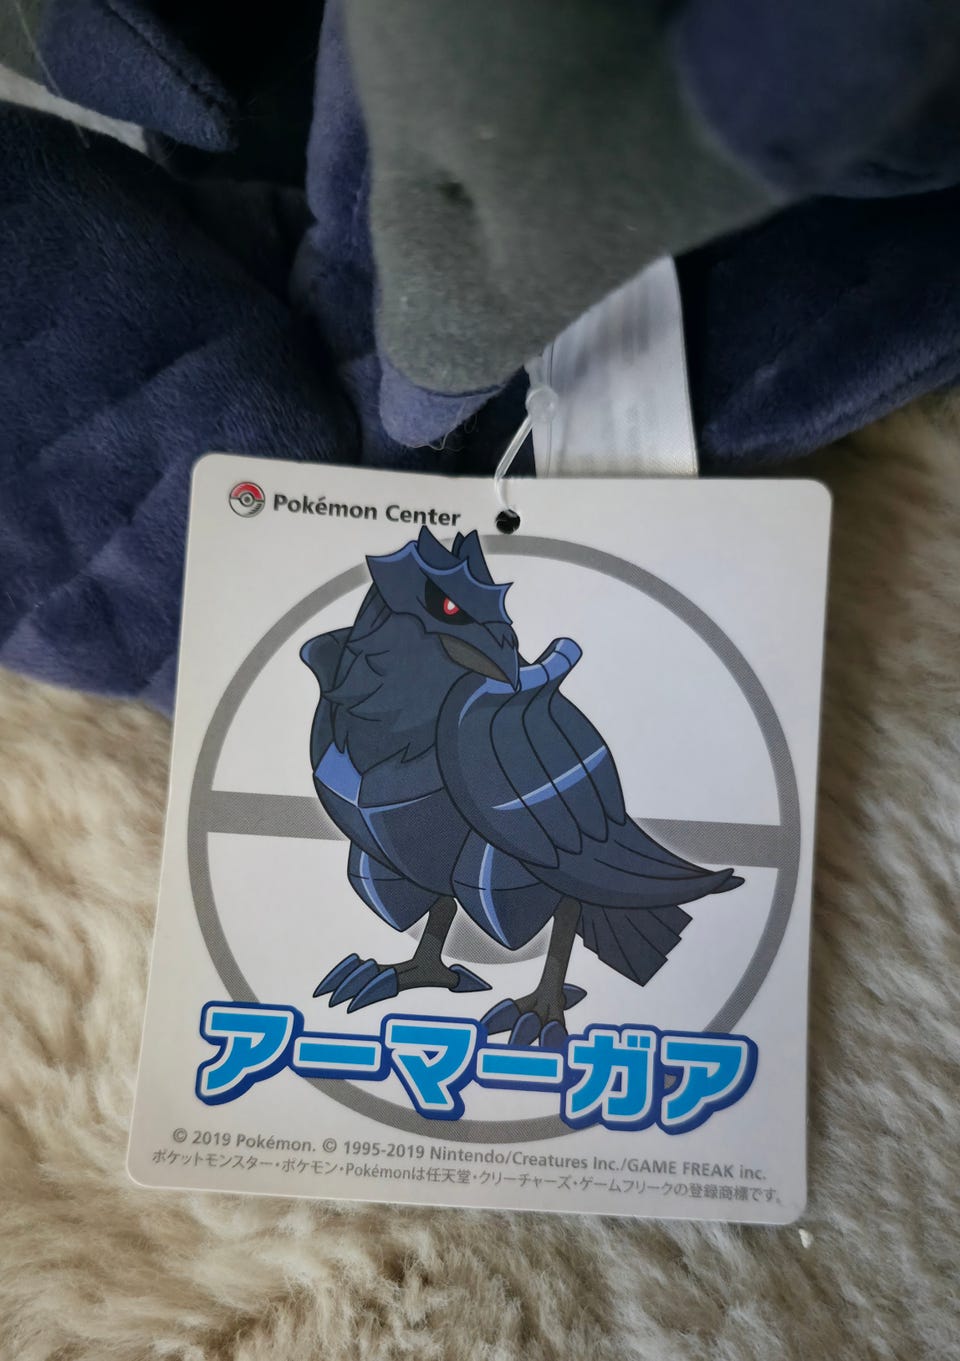 Pokémon Center
アーマーガア
© 2019 Pokémon. © 1995-2019 Nintendo/Creatures Inc./GAME FREAK inc.
ポケットモンスター・ポケモン・Pokémonは任天堂・クリーチャーズ・ゲームフリークの登録商標です。